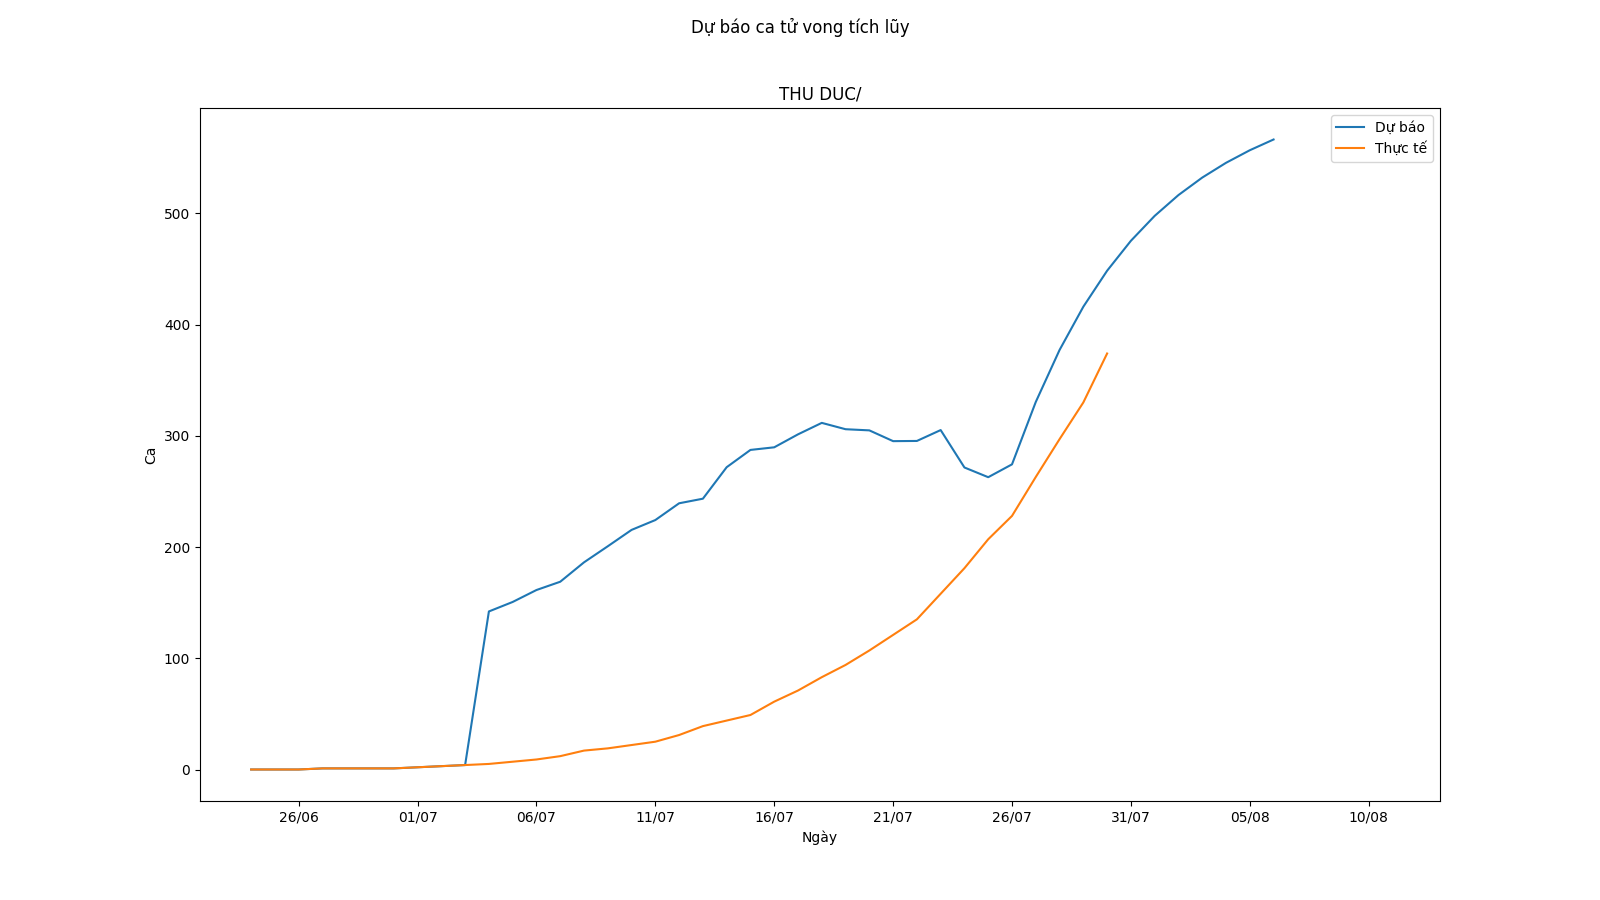 Dự báo ca tử vong tích lũy
THU DUC/
Dự báo
Thực tế
Ca
500
400
300
200
100
0
26/06 01/07 06/07 11/07 16/07 21/07 26/07 31/07 05/08 10/08
Ngày